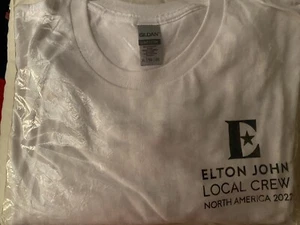 GILDAN
E
ELTON JOHN
LOCAL CREW
NORTH AMERICA